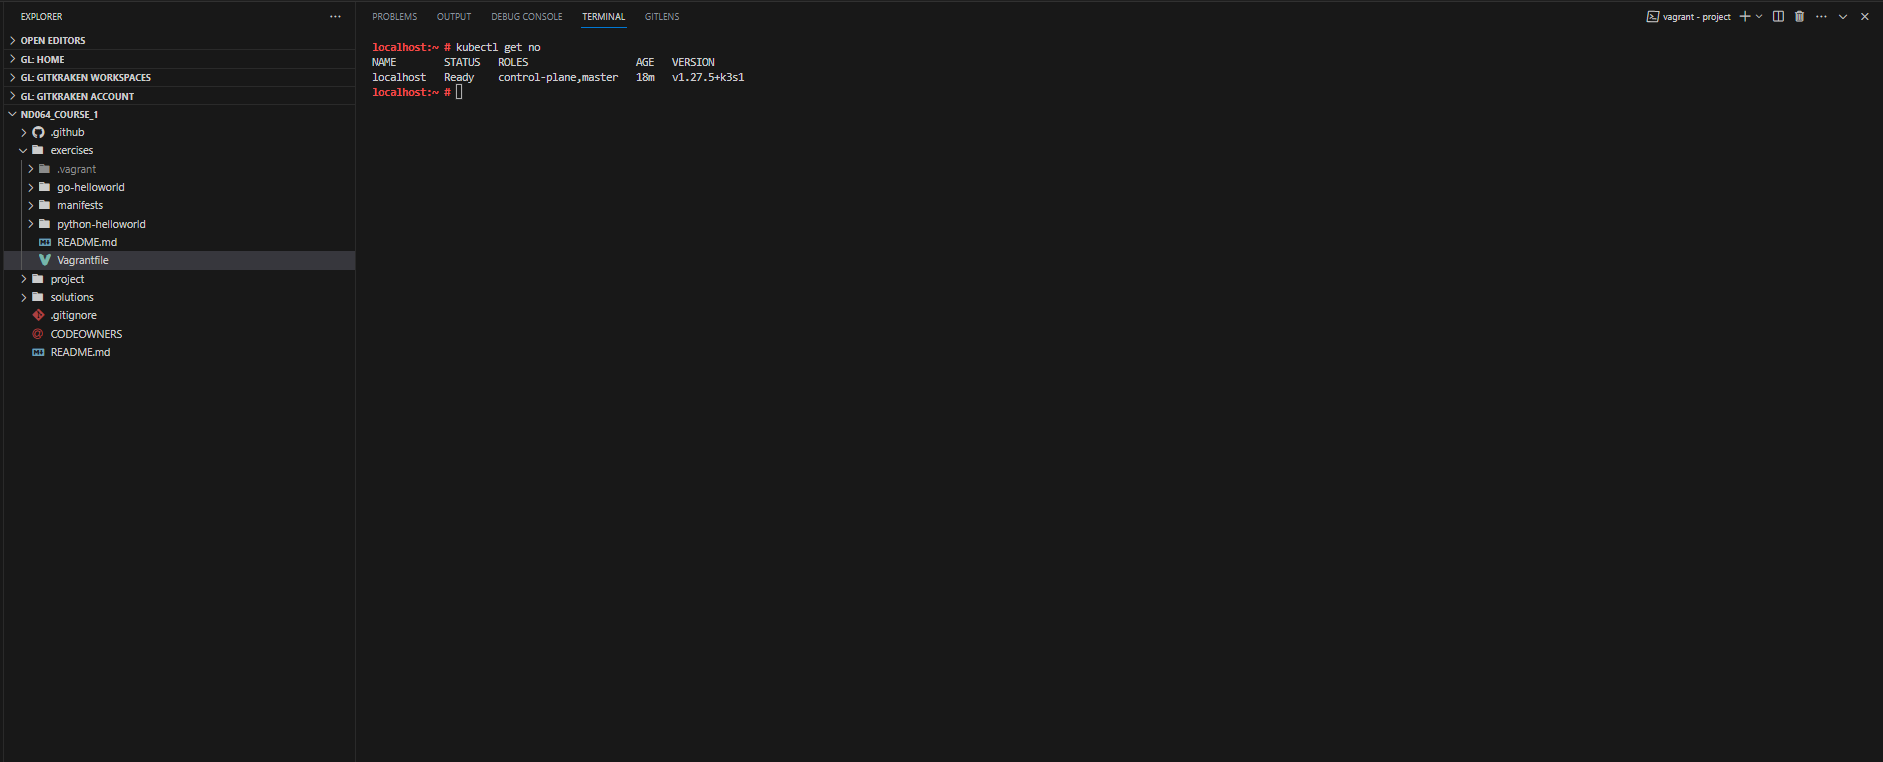 EXPLORER
OPEN EDITORS
GL: HOME
GL: GITKRAKEN WORKSPACES
GL: GITKRAKEN ACCOUNT
ND064_COURSE_1
.github
exercises
.vagrant
go-helloworld
manifests
python-helloworld
README.md
Vagrantfile
project
solutions
.gitignore
CODEOWNERS
README.md
PROBLEMS OUTPUT DEBUG CONSOLE TERMINAL GITLENS vagrant - project
localhost:~ # kubectl get no
NAME STATUS ROLES AGE VERSION
localhost Ready control-plane,master 18m v1.27.5+k3s1
localhost:~ #